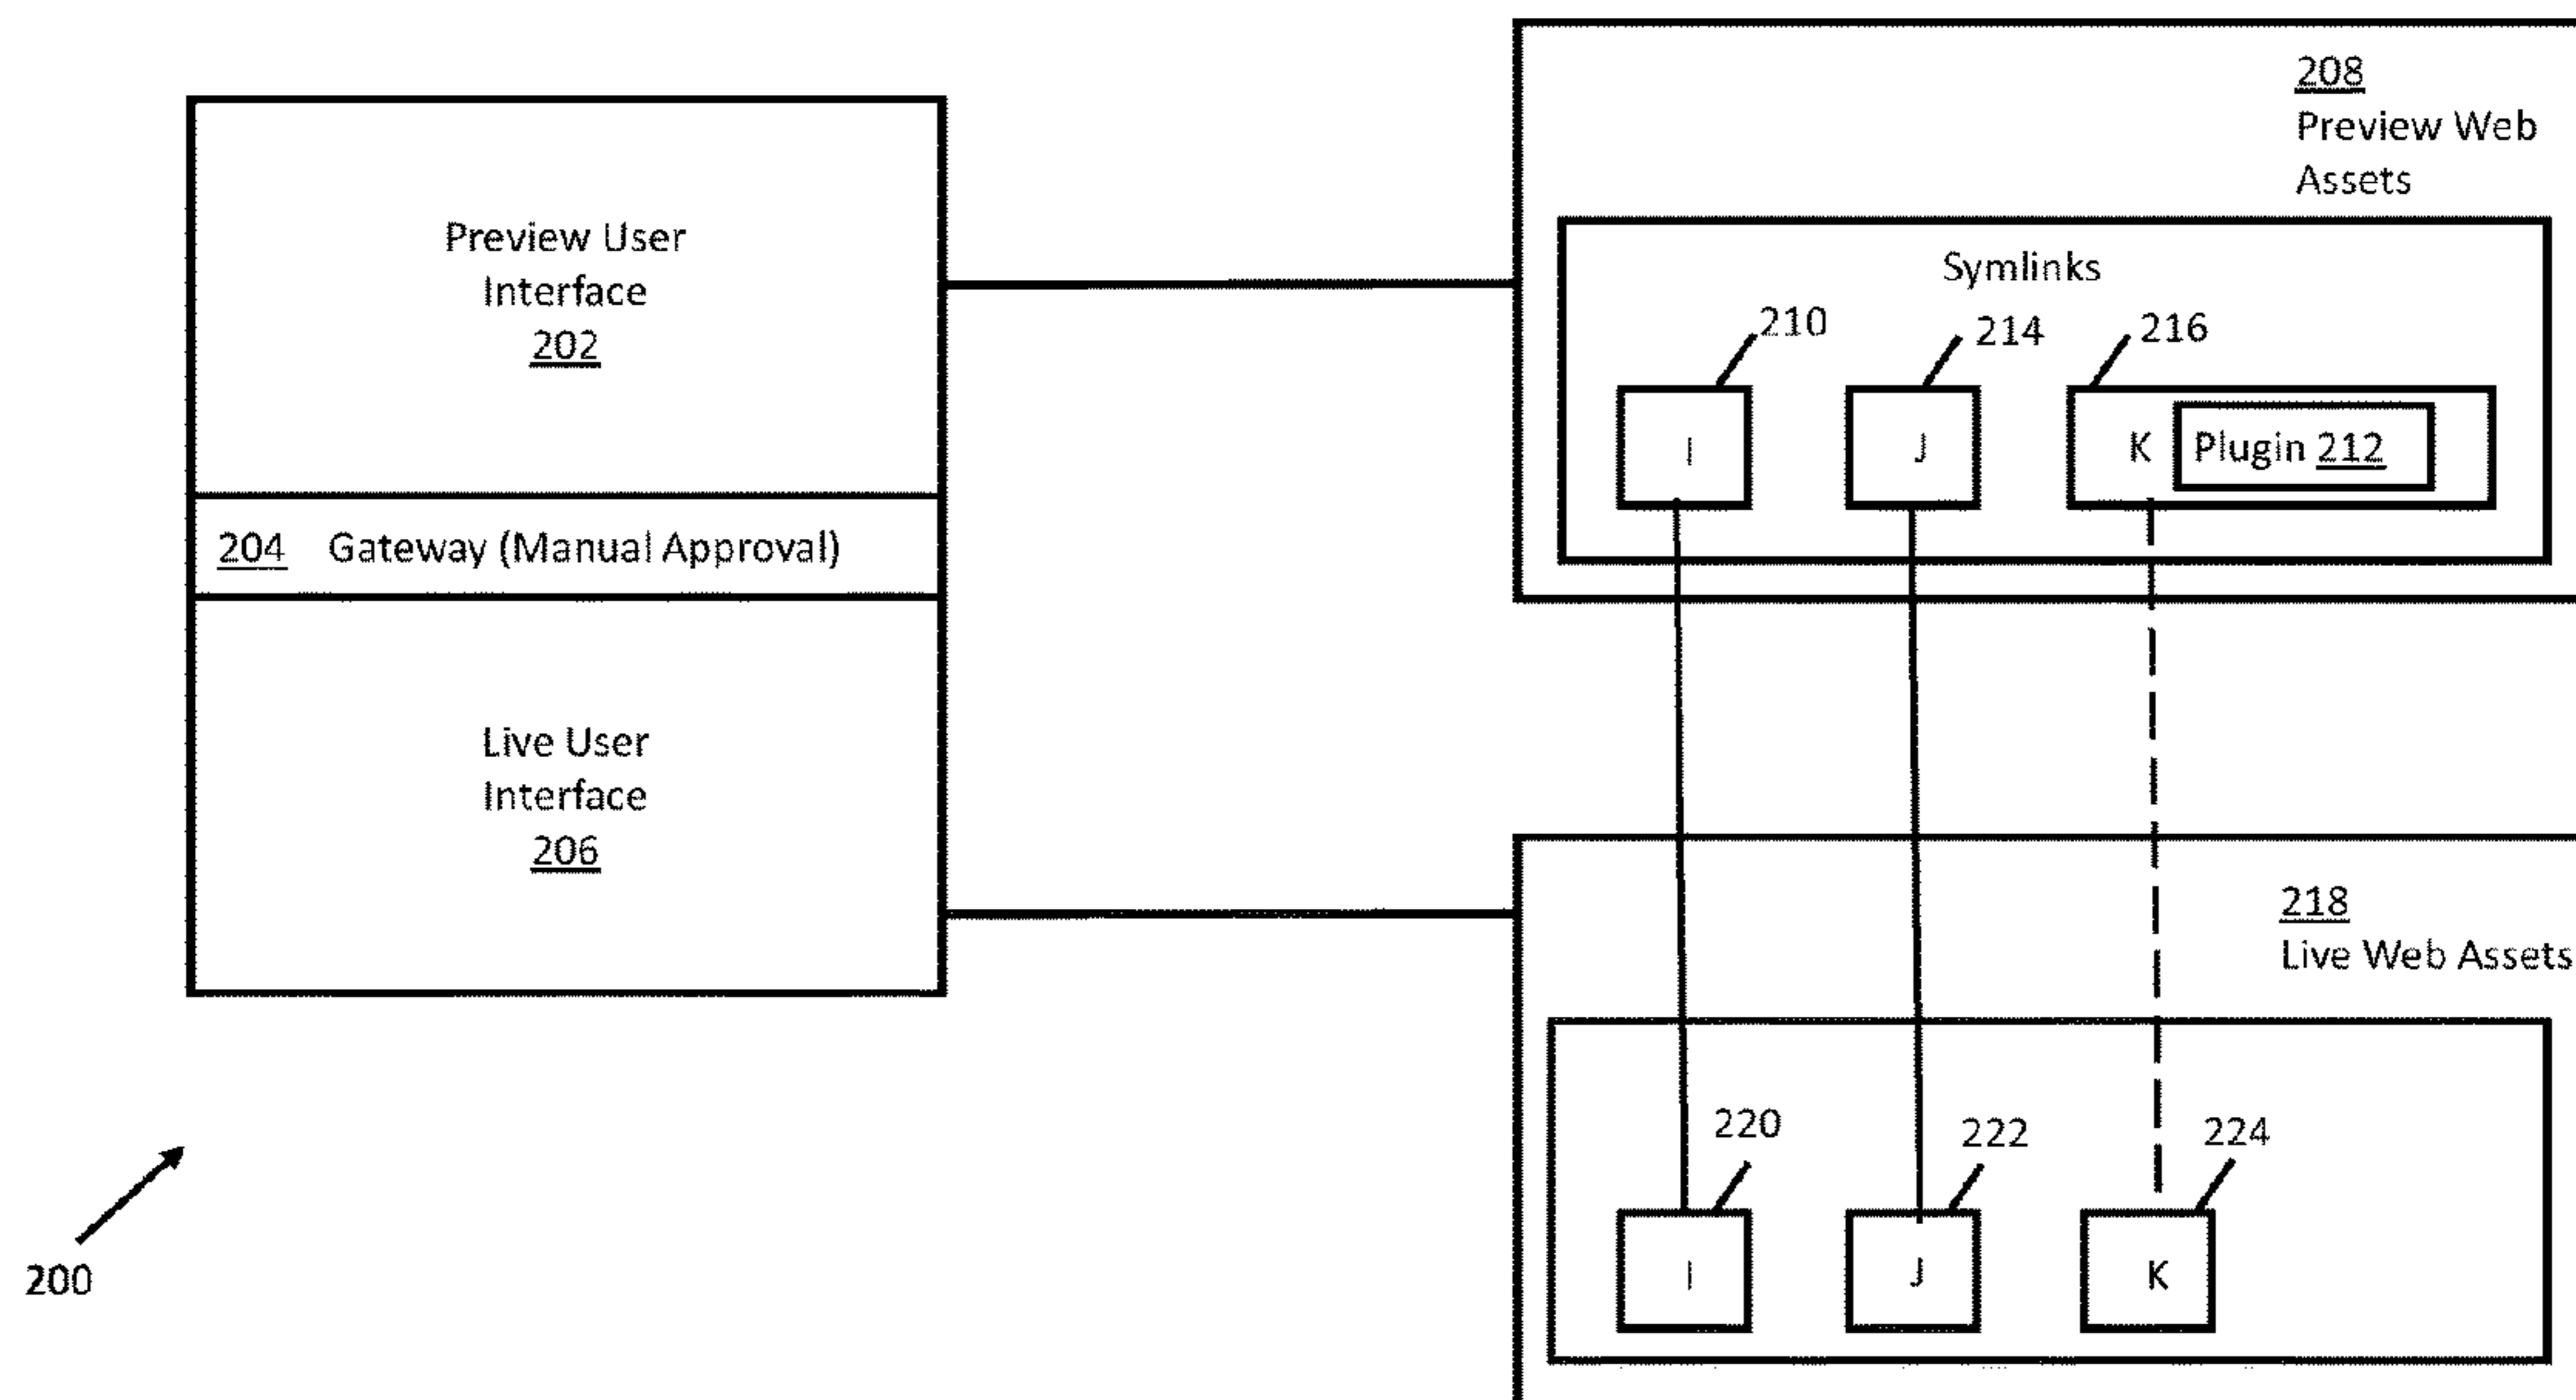 Preview User
Interface
202
204 Gateway (Manual Approval)
Live User
Interface
206
200
208
Preview Web
Assets
Symlinks
210
214
216
I
J
K
Plugin 212
218
Live Web Assets
220
222
224
I
J
K